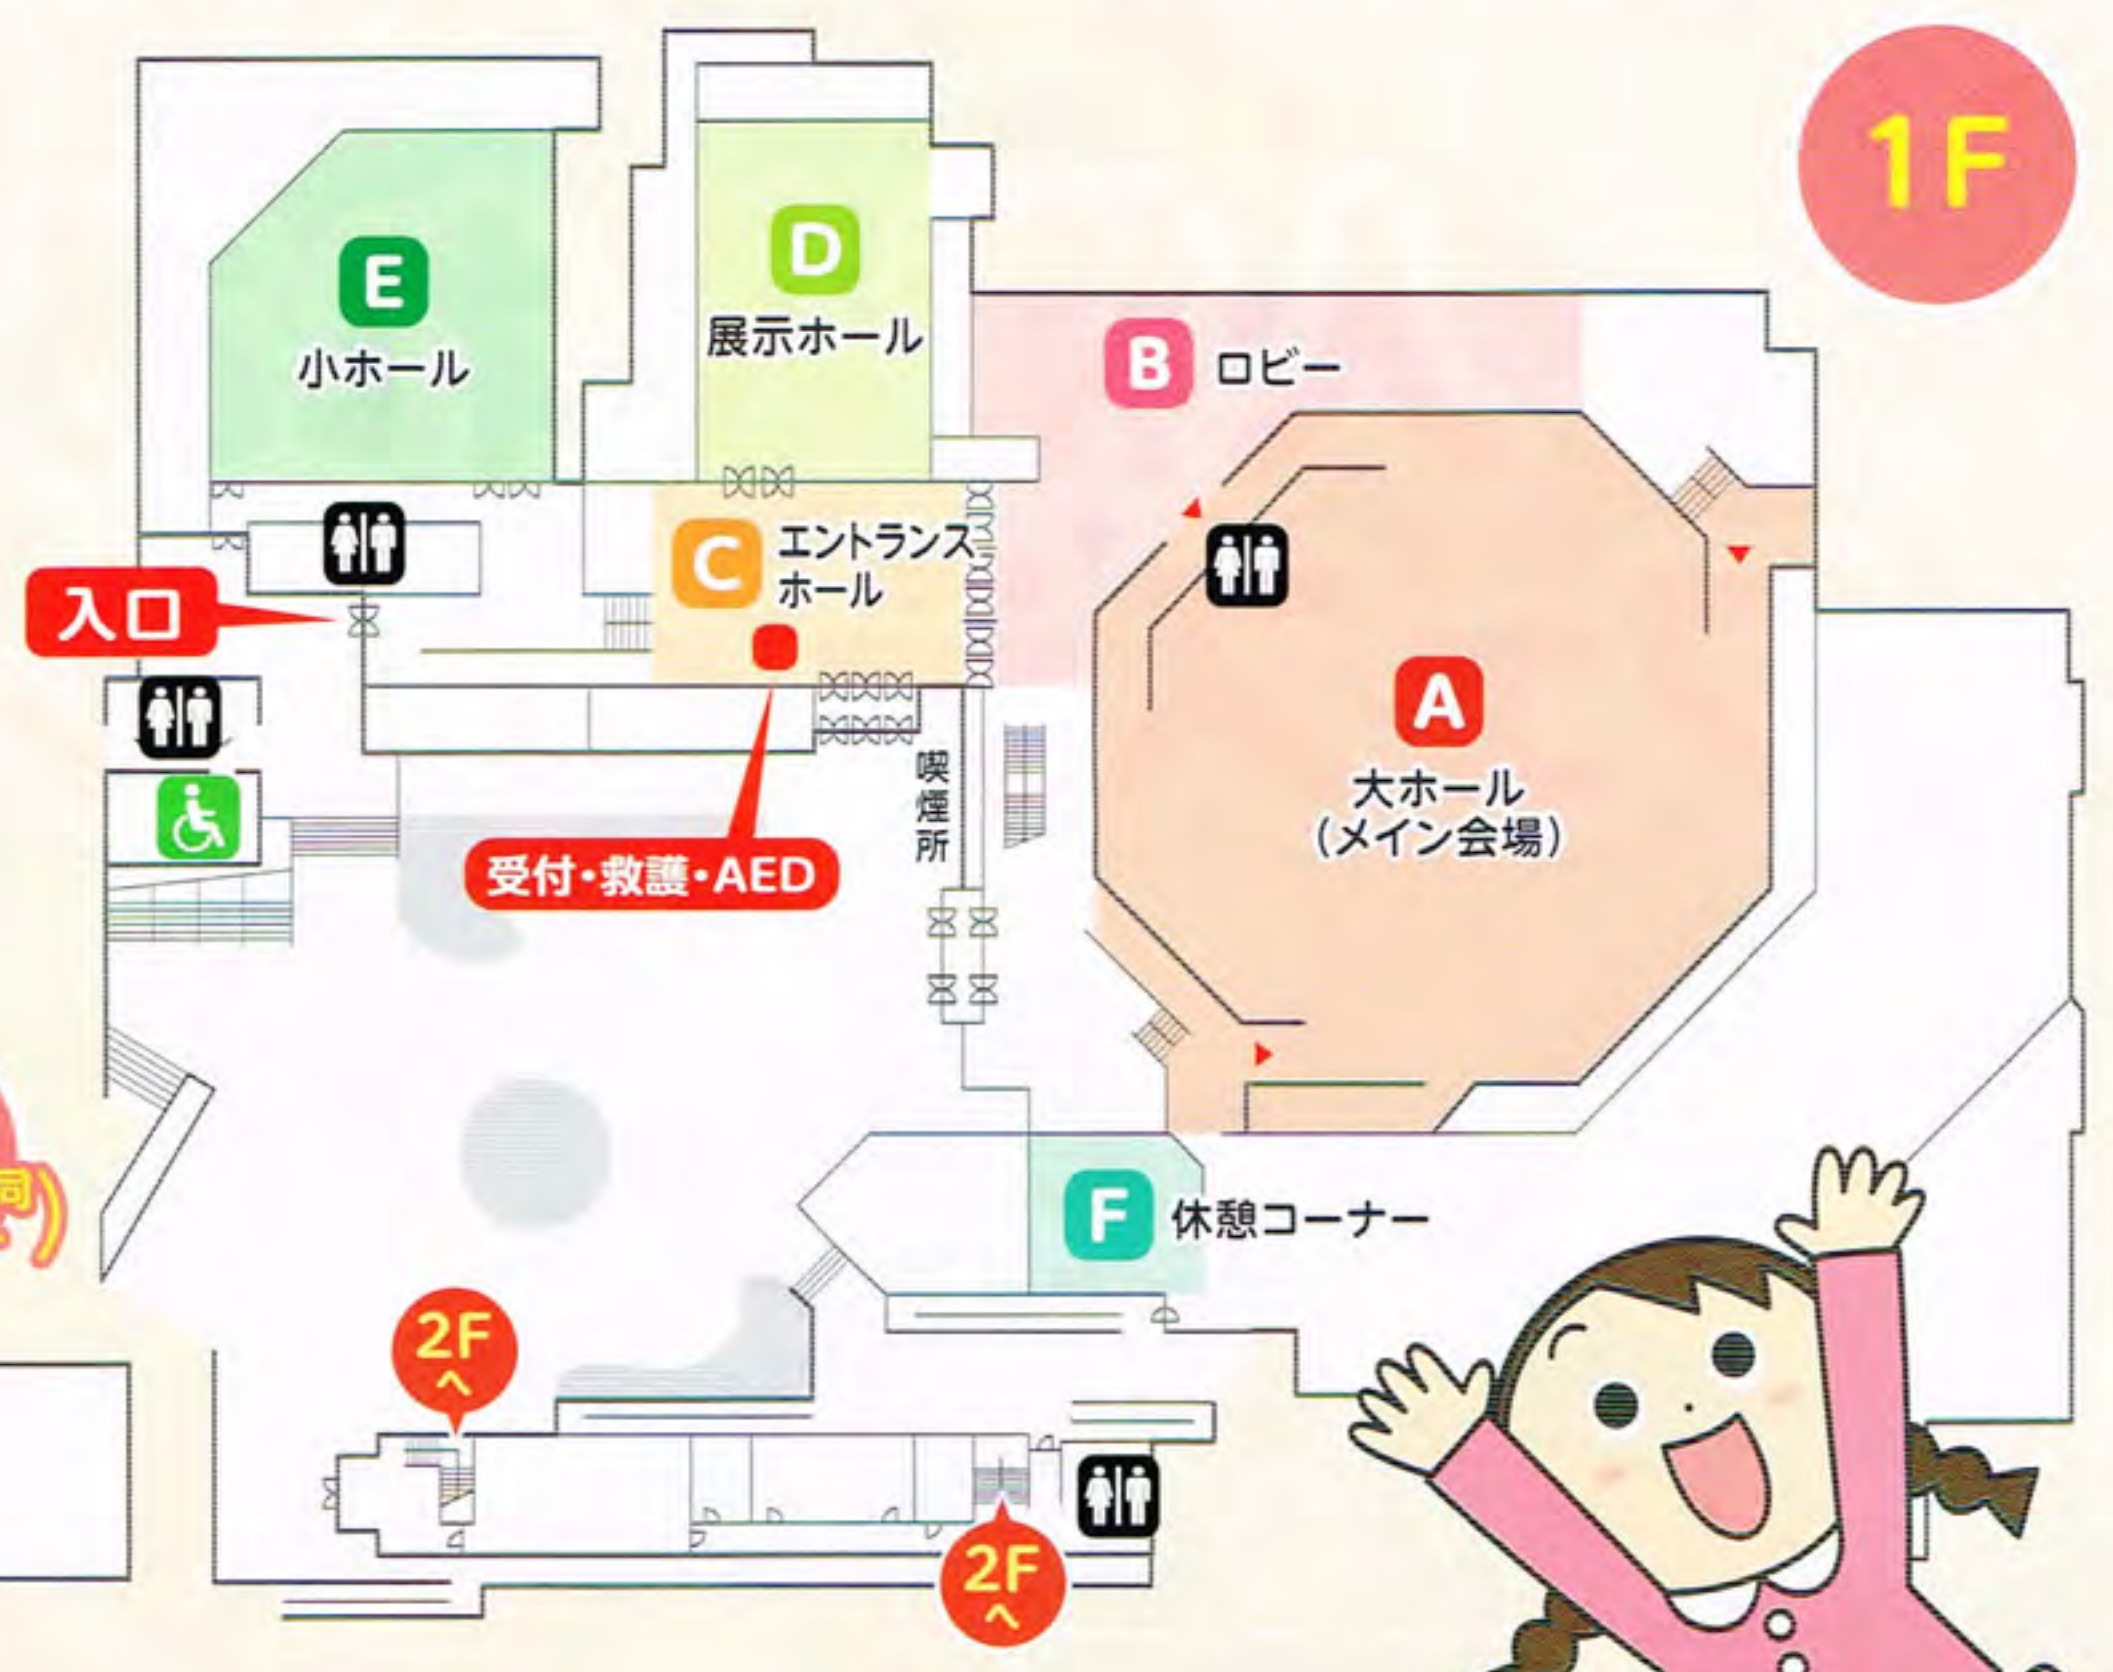 1F
E
小ホール
D
展示ホール
B
ロビー
C
エントランス
ホール
入口
A
大ホール
(メイン会場)
喫煙所
受付・救護・AED
F
休憩コーナー
2F
へ
2F
へ